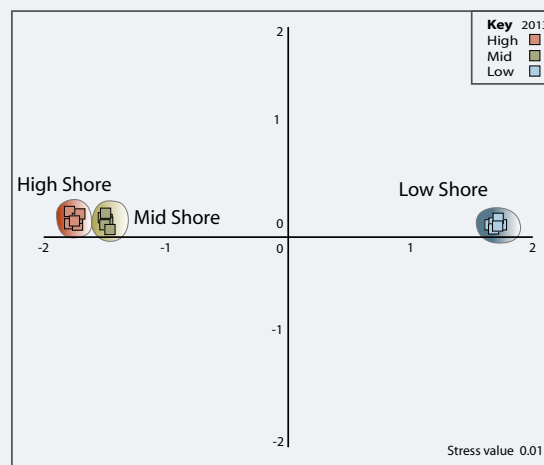 2
Key 2013
High
Mid
Low
1
High Shore
Low Shore
Mid Shore
0
-2 -1 0 1 2
-1
-2
Stress value 0.01